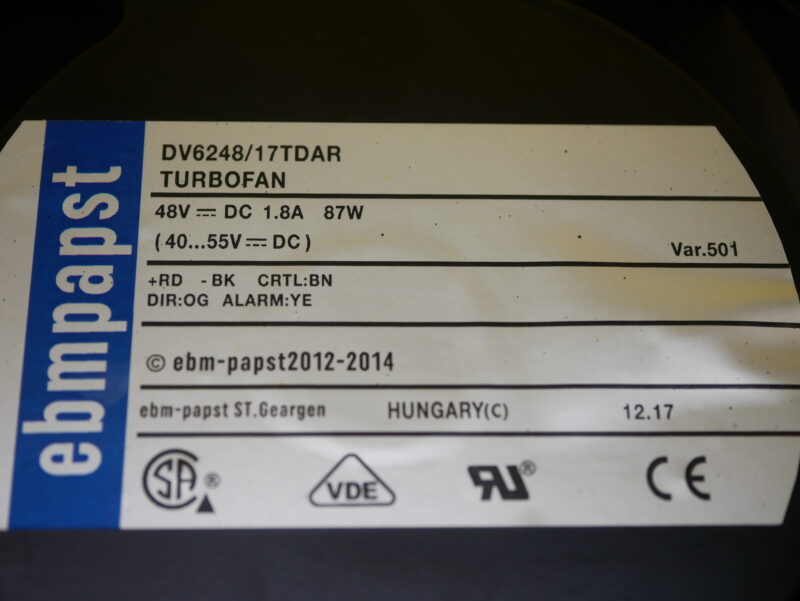 ebmpapst
DV6248/17TDAR
TURBOFAN
48V ⎓ DC 1.8A 87W
(40...55V ⎓ DC)
Var.501
+RD -BK CRTL:BN
DIR:OG ALARM:YE
© ebm-papst2012-2014
ebm-papst ST.Geargen HUNGARY(C) 12.17
SA® VDE RU® CE